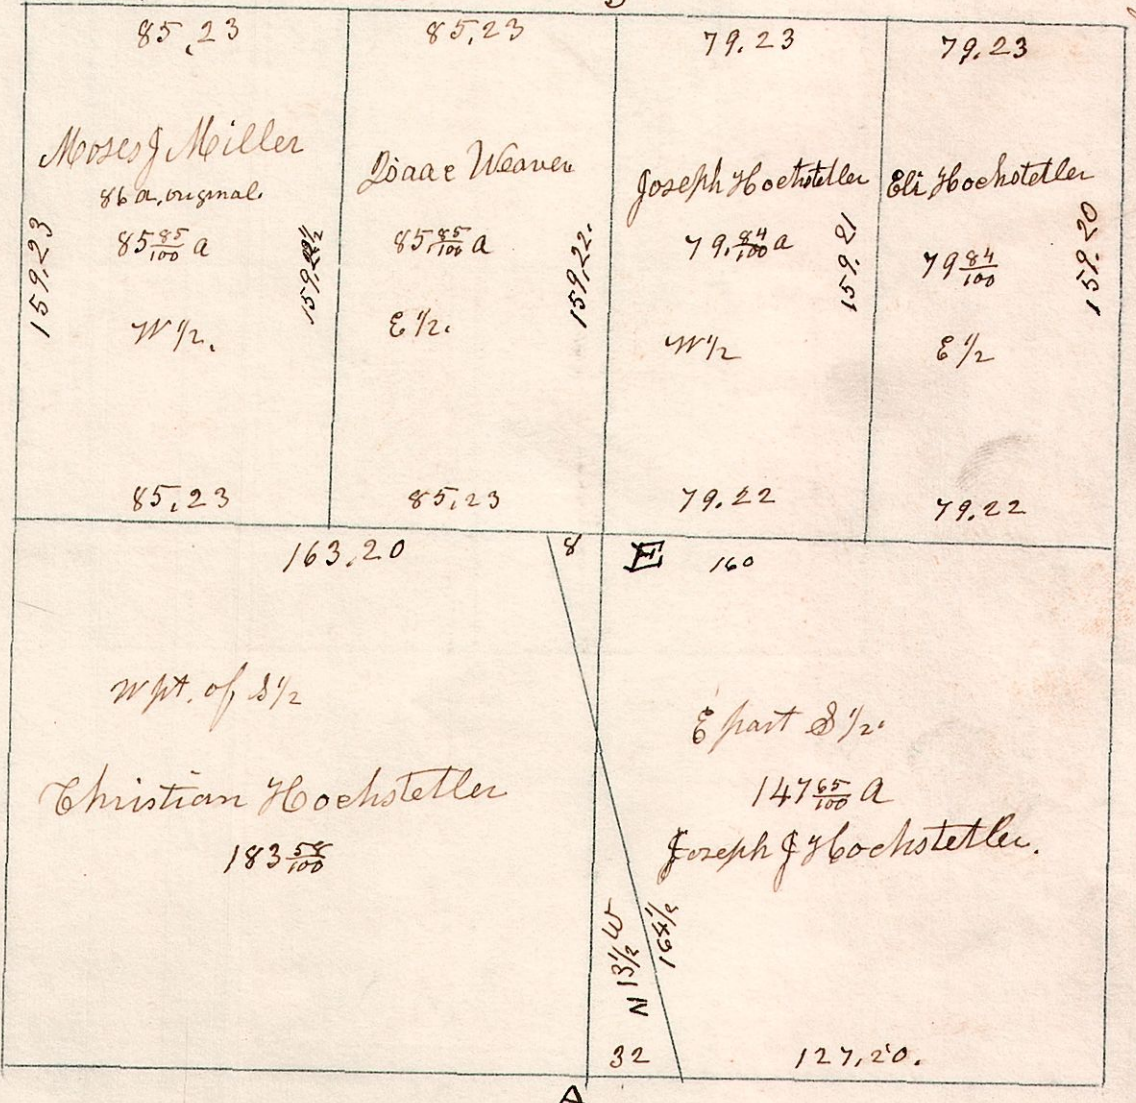 85,23
Moses J Miller
86 a, original.
85 85/100 a
W 1/2.
159,23
85,23
85,23
Isaac Weaver
85 85/100 a
E 1/2.
159,22.
85,23
79,23
Joseph Hochstetller
79. 84/100 a
W 1/2
159,21
79.22
79,23
Eli Hochstetler
79 84/100
E 1/2
159,20
79,22
163,20
8
W pt. of S 1/2
Christian Hochstetler
183 58/100
E
160
E part S 1/2.
147 65/100 a
Joseph J Hochstetler.
N 13 1/2 W
164 1/2
32
127,20.
A